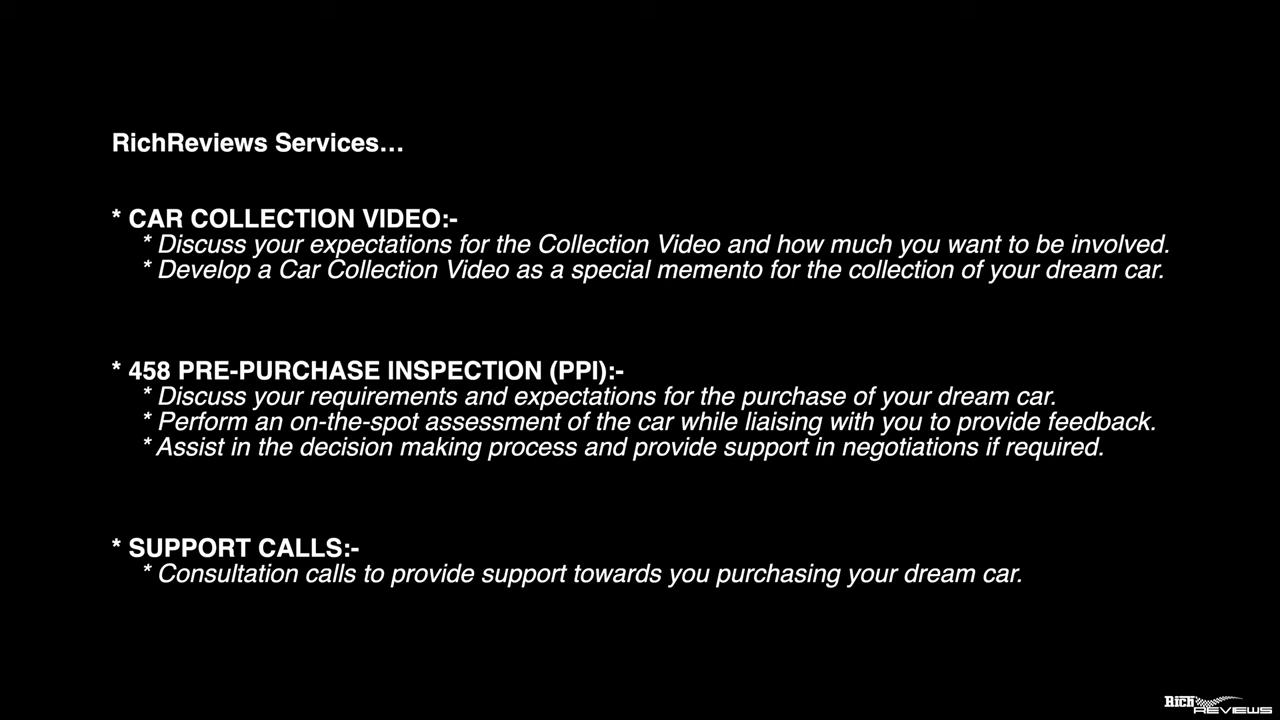 RichReviews Services...
* CAR COLLECTION VIDEO:-
* Discuss your expectations for the Collection Video and how much you want to be involved.
* Develop a Car Collection Video as a special memento for the collection of your dream car.
* 458 PRE-PURCHASE INSPECTION (PPI):-
* Discuss your requirements and expectations for the purchase of your dream car.
* Perform an on-the-spot assessment of the car while liaising with you to provide feedback.
* Assist in the decision making process and provide support in negotiations if required.
* SUPPORT CALLS:-
* Consultation calls to provide support towards you purchasing your dream car.
Rich
REVIEWS